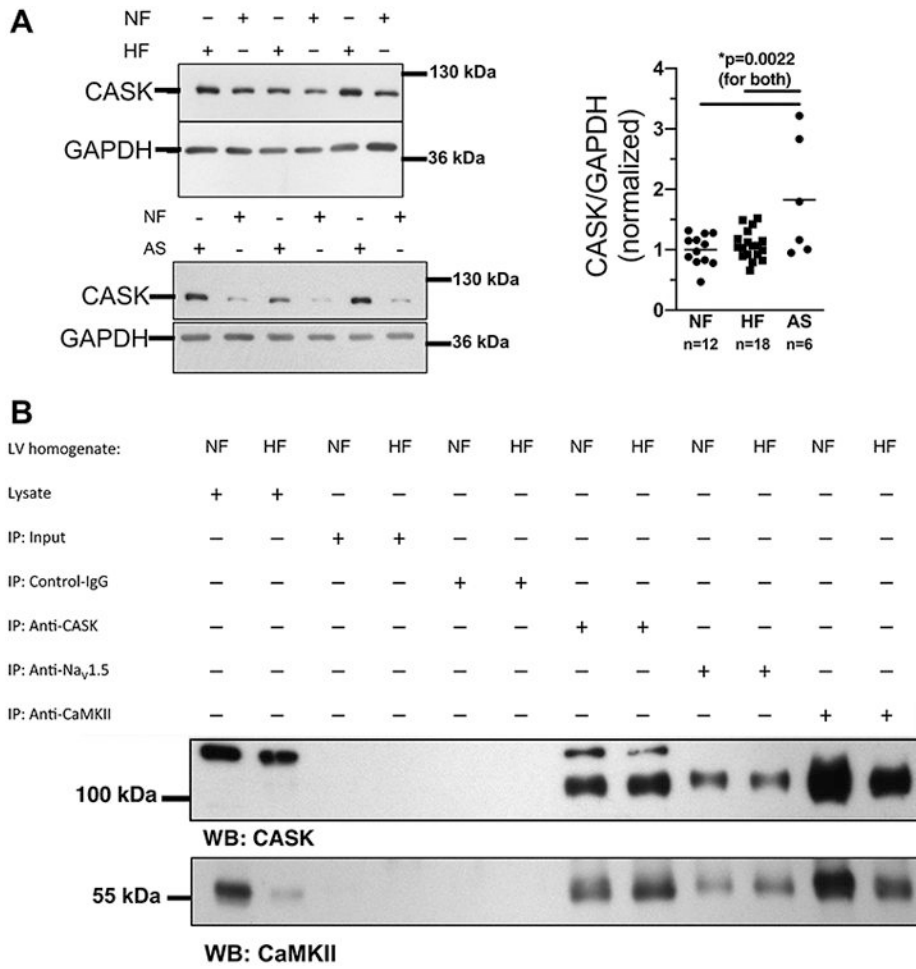 A
NF – + – + – +
HF + – + – + –
130 kDa
CASK
GAPDH
36 kDa
– + – + – +
NF
AS + – + – + –
130 kDa
CASK
GAPDH
36 kDa
*p=0.0022
(for both)
CASK/GAPDH
(normalized)
4
3
2
1
0
NF HF AS
n=12 n=18 n=6
B
LV homogenate: NF HF NF HF NF HF NF HF NF HF NF HF
Lysate + + – – – – – – – – – –
IP: Input – – + + – – – – – – – –
IP: Control-IgG – – – – + + – – – – – –
IP: Anti-CASK – – – – – – + + – – – –
IP: Anti-NaV1.5 – – – – – – – – + + – –
IP: Anti-CaMKII – – – – – – – – – – + +
100 kDa
WB: CASK
55 kDa
WB: CaMKII